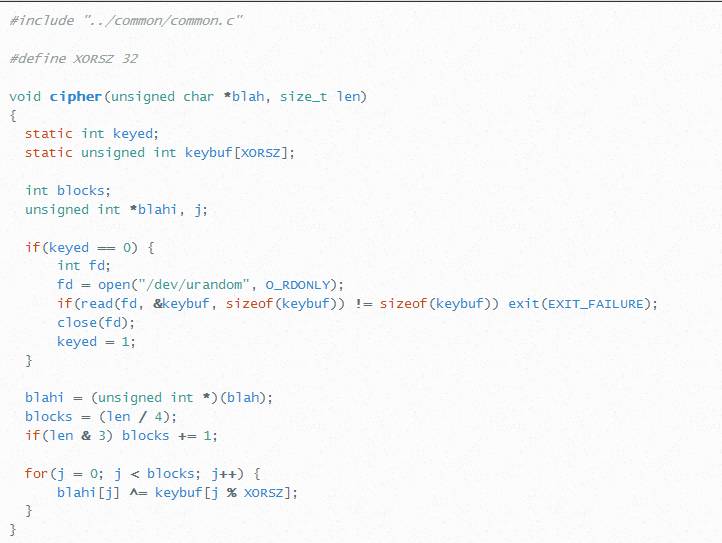 #include "../common/common.c"
#define XORSZ 32
void cipher(unsigned char *blah, size_t len)
{
static int keyed;
static unsigned int keybuf[XORSZ];
int blocks;
unsigned int *blahi, j;
if(keyed == 0) {
int fd;
fd = open("/dev/urandom", O_RDONLY);
if(read(fd, &keybuf, sizeof(keybuf)) != sizeof(keybuf)) exit(EXIT_FAILURE);
close(fd);
keyed = 1;
}
blahi = (unsigned int *)(blah);
blocks = (len / 4);
if(len & 3) blocks += 1;
for(j = 0; j < blocks; j++) {
blahi[j] ^= keybuf[j % XORSZ];
}
}